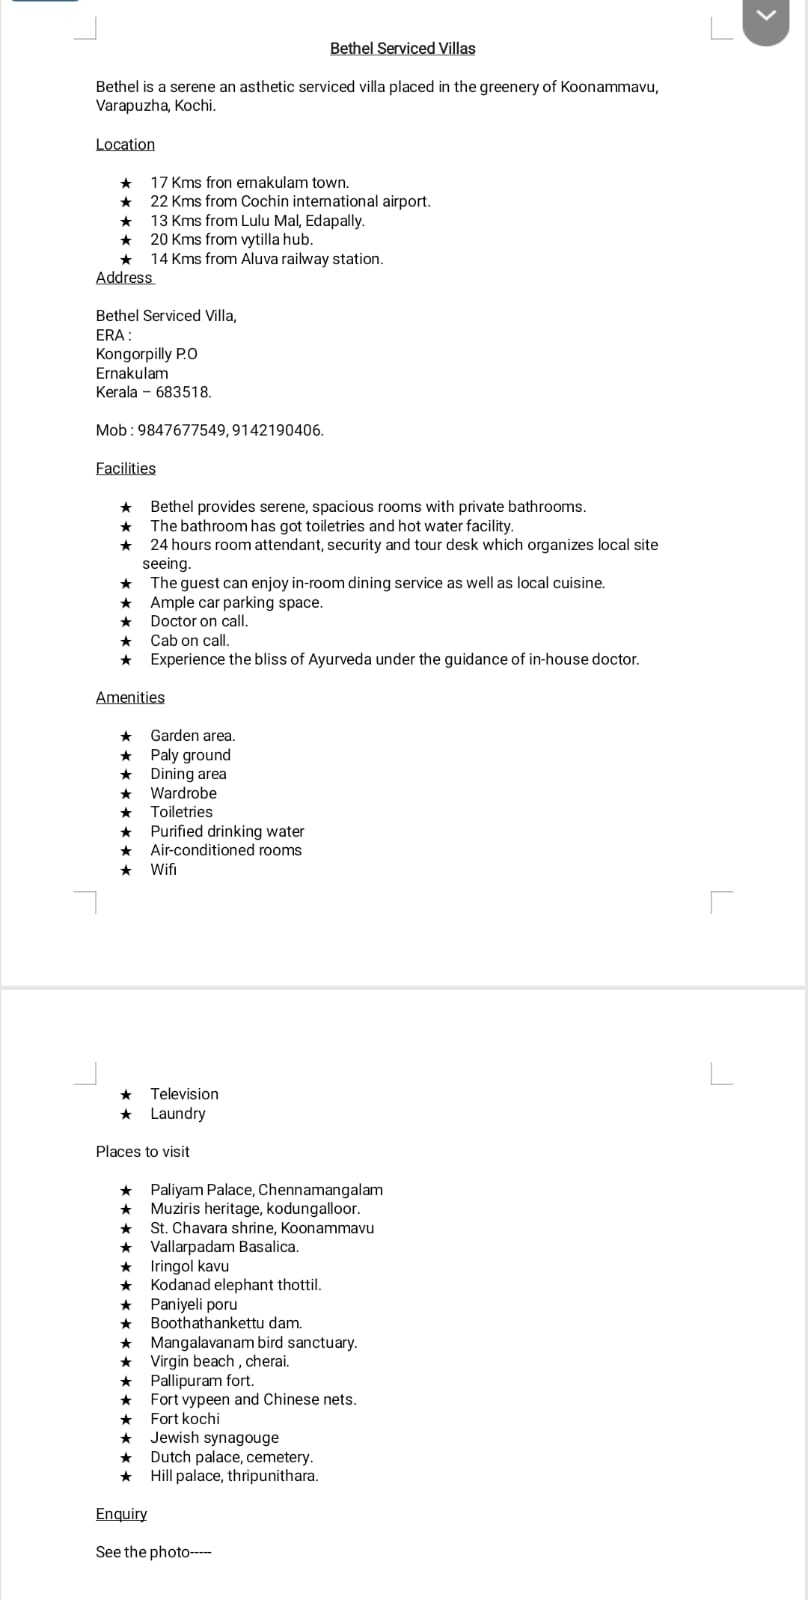 Bethel Serviced Villas
Bethel is a serene an asthetic serviced villa placed in the greenery of Koonammavu,
Varapuzha, Kochi.
Location
★ 17 Kms fron ernakulam town.
★ 22 Kms from Cochin international airport.
★ 13 Kms from Lulu Mal, Edapally.
★ 20 Kms from vytilla hub.
★ 14 Kms from Aluva railway station.
Address
Bethel Serviced Villa,
ERA :
Kongorpilly P.O
Ernakulam
Kerala – 683518.
Mob : 9847677549, 9142190406.
Facilities
★ Bethel provides serene, spacious rooms with private bathrooms.
★ The bathroom has got toiletries and hot water facility.
★ 24 hours room attendant, security and tour desk which organizes local site
seeing.
★ The guest can enjoy in-room dining service as well as local cuisine.
★ Ample car parking space.
★ Doctor on call.
★ Cab on call.
★ Experience the bliss of Ayurveda under the guidance of in-house doctor.
Amenities
★ Garden area.
★ Paly ground
★ Dining area
★ Wardrobe
★ Toiletries
★ Purified drinking water
★ Air-conditioned rooms
★ Wifi
★ Television
★ Laundry
Places to visit
★ Paliyam Palace, Chennamangalam
★ Muziris heritage, kodungalloor.
★ St. Chavara shrine, Koonammavu
★ Vallarpadam Basalica.
★ Iringol kavu
★ Kodanad elephant thottil.
★ Paniyeli poru
★ Boothathankettu dam.
★ Mangalavanam bird sanctuary.
★ Virgin beach , cherai.
★ Pallipuram fort.
★ Fort vypeen and Chinese nets.
★ Fort kochi
★ Jewish synagouge
★ Dutch palace, cemetery.
★ Hill palace, thripunithara.
Enquiry
See the photo-----